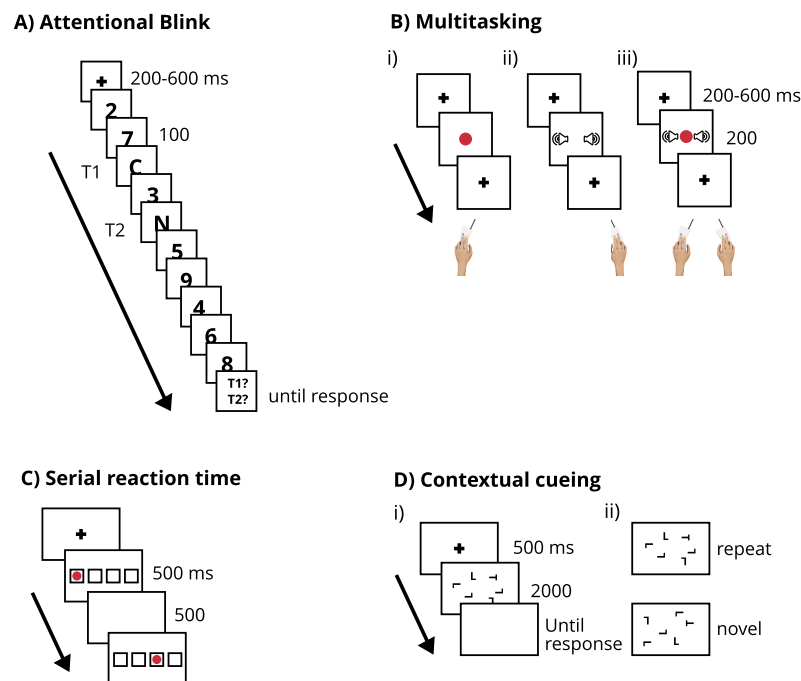 A) Attentional Blink
200-600 ms
2
7
100
T1
C
3
T2
N
5
9
4
6
8
T1?
T2?
until response
B) Multitasking
i)
ii)
iii)
200-600 ms
200
C) Serial reaction time
500 ms
500
D) Contextual cueing
i)
500 ms
2000
Until
response
ii)
repeat
novel